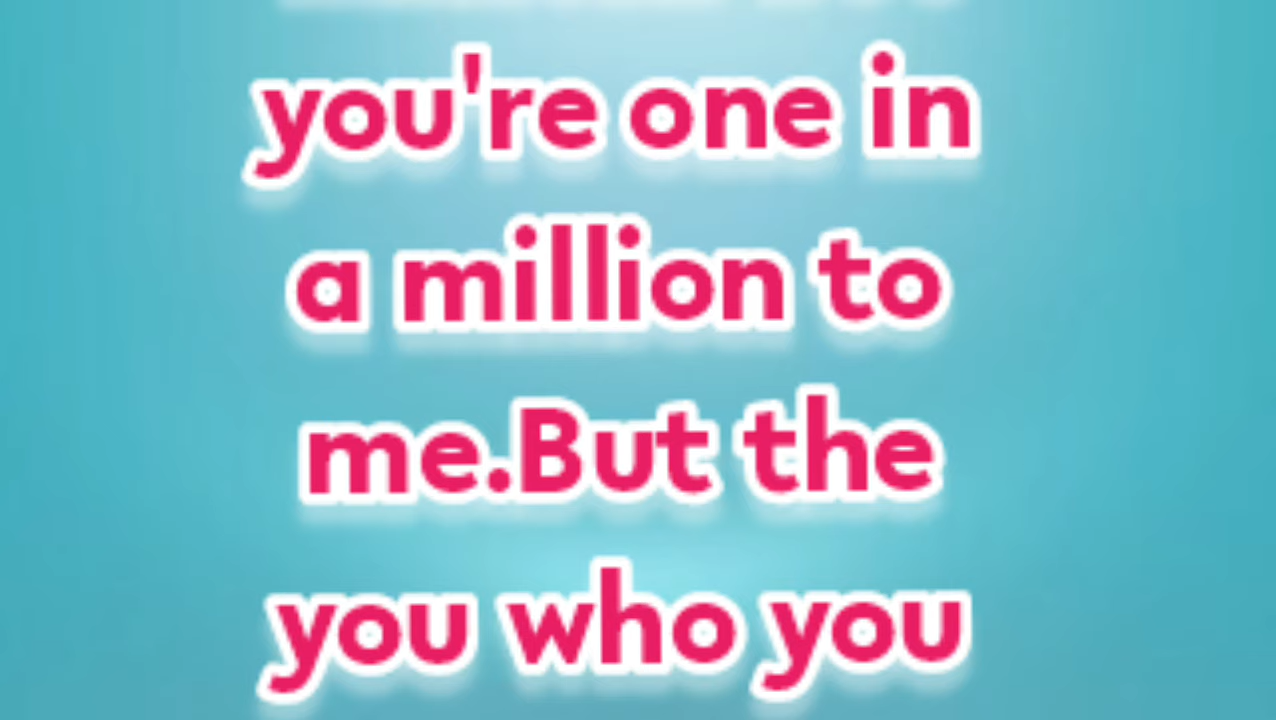 you're one in
a million to
me.But the
you who you